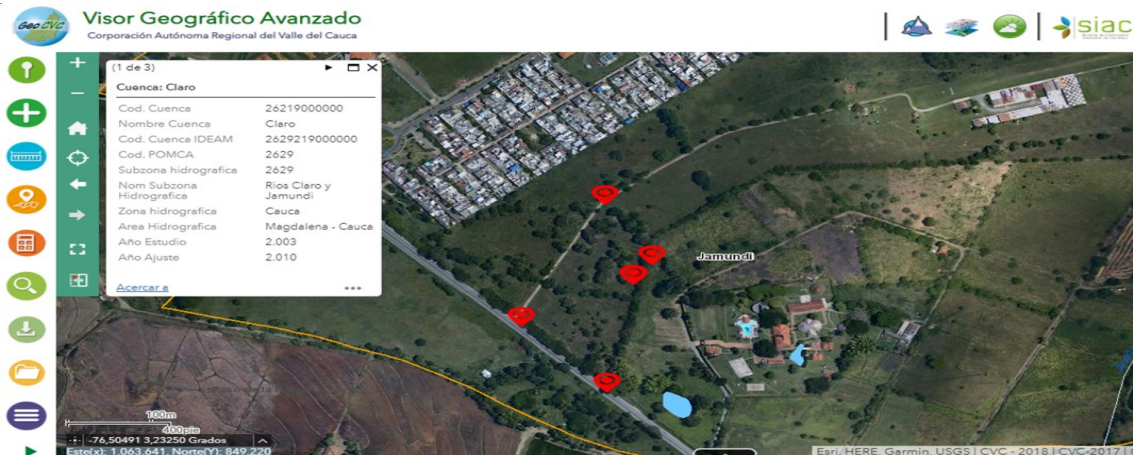 Geo CVC
Visor Geográfico Avanzado
Corporación Autónoma Regional del Valle del Cauca
siac
(1 de 3)
Cuenca: Claro
Cod. Cuenca 26219000000
Nombre Cuenca Claro
Cod. Cuenca IDEAM 2629219000000
Cod. POMCA 2629
Subzona hidrografica 2629
Nom Subzona Hidrografica Rios Claro y Jamundi
Zona hidrografica Cauca
Area Hidrografica Magdalena - Cauca
Año Estudio 2.003
Año Ajuste 2.010
Acercar a
Jamundi
100m
400pie
-76,50491 3,23250 Grados
Este(x): 1.063.641, Norte(Y): 849.220
Esri, HERE, Garmin, USGS | CVC - 2018 | CVC-2017 |